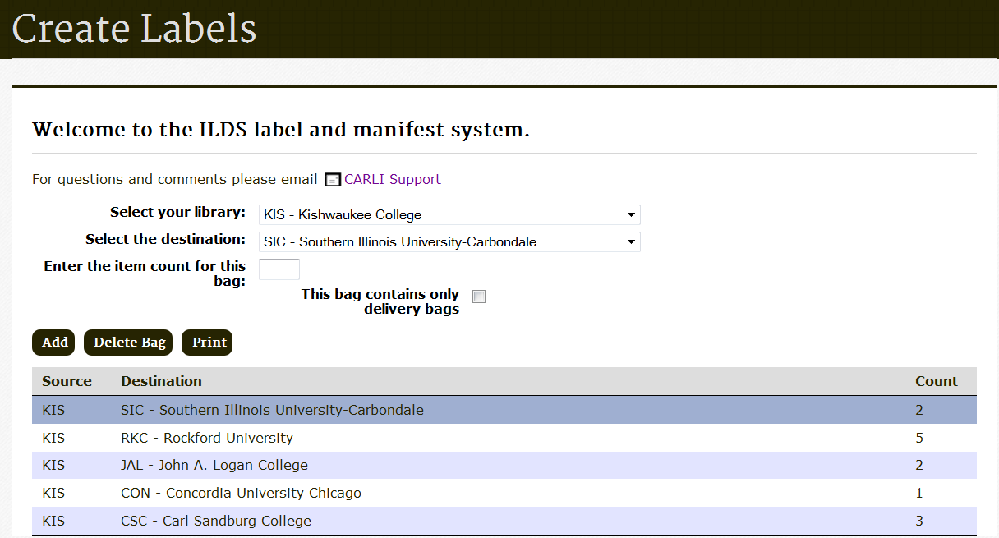 Create Labels
Welcome to the ILDS label and manifest system.
For questions and comments please email CARLI Support
Select your library: KIS - Kishwaukee College
Select the destination: SIC - Southern Illinois University-Carbondale
Enter the item count for this
bag:
This bag contains only
delivery bags
Add Delete Bag Print
Source Destination Count
KIS SIC - Southern Illinois University-Carbondale 2
KIS RKC - Rockford University 5
KIS JAL - John A. Logan College 2
KIS CON - Concordia University Chicago 1
KIS CSC - Carl Sandburg College 3